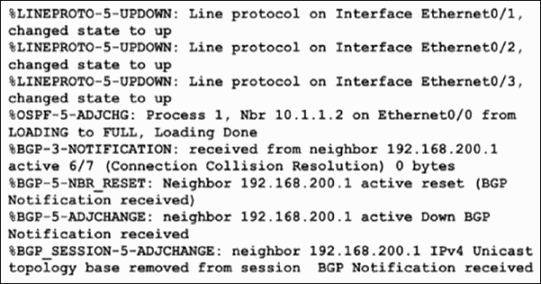 %LINEPROTO-5-UPDOWN: Line protocol on Interface Ethernet0/1,
changed state to up
%LINEPROTO-5-UPDOWN: Line protocol on Interface Ethernet0/2,
changed state to up
%LINEPROTO-5-UPDOWN: Line protocol on Interface Ethernet0/3,
changed state to up
%OSPF-5-ADJCHG: Process 1, Nbr 10.1.1.2 on Ethernet0/0 from
LOADING to FULL, Loading Done
%BGP-3-NOTIFICATION: received from neighbor 192.168.200.1
active 6/7 (Connection Collision Resolution) 0 bytes
%BGP-5-NBR_RESET: Neighbor 192.168.200.1 active reset (BGP
Notification received)
%BGP-5-ADJCHANGE: neighbor 192.168.200.1 active Down BGP
Notification received
%BGP_SESSION-5-ADJCHANGE: neighbor 192.168.200.1 IPv4 Unicast
topology base removed from session  BGP Notification received